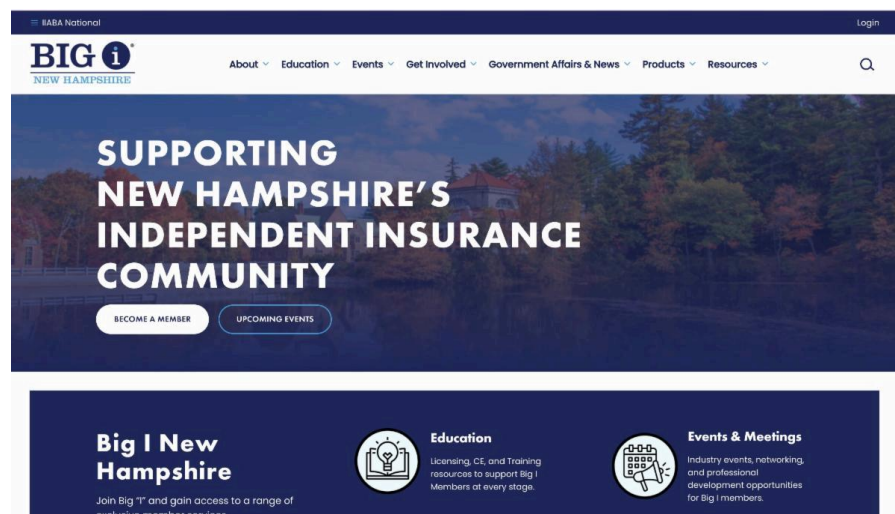 IIABA National
Login
BIG i®
NEW HAMPSHIRE
About Education Events Get Involved Government Affairs & News Products Resources
SUPPORTING
NEW HAMPSHIRE'S
INDEPENDENT INSURANCE
COMMUNITY
BECOME A MEMBER
UPCOMING EVENTS
Big I New
Hampshire
Join Big "I" and gain access to a range of
exclusive member services
Education
Licensing, CE, and Training
resources to support Big I
Members at every stage.
Events & Meetings
Industry events, networking,
and professional
development opportunities
for Big I members.